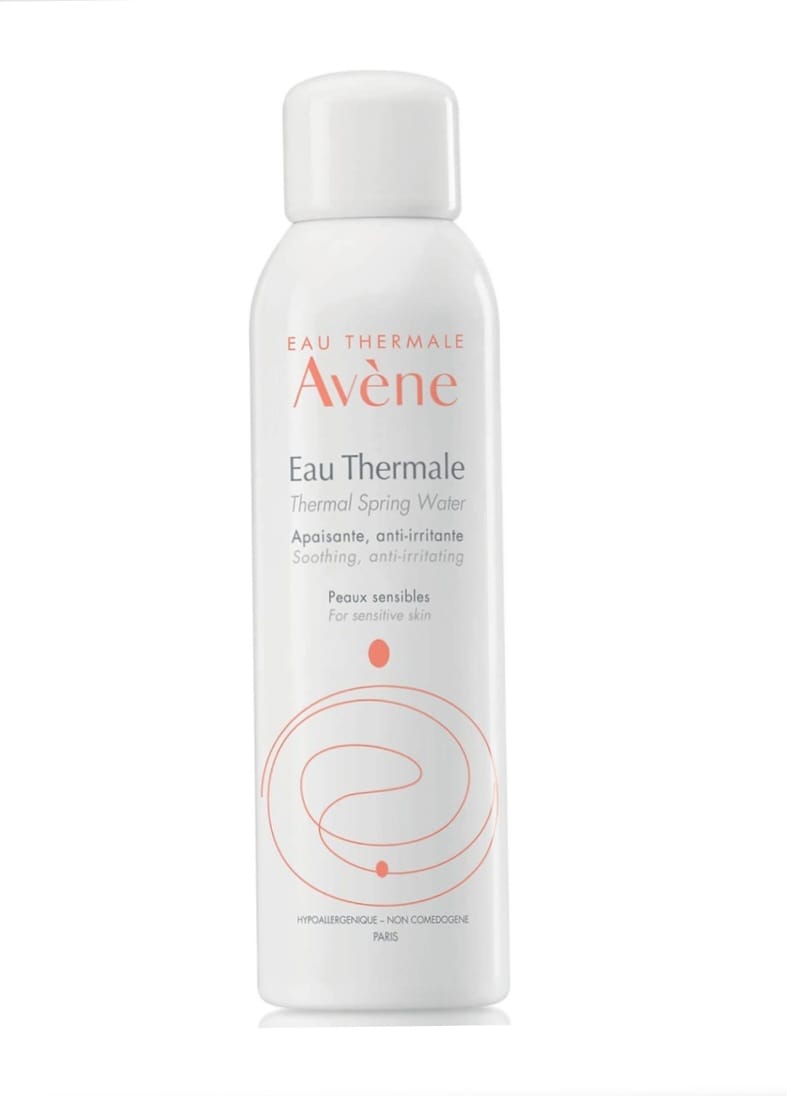 EAU THERMALE
Avène
Eau Thermale
Thermal Spring Water
Apaisante, anti-irritante
Soothing, anti-irritating
Peaux sensibles
For sensitive skin
HYPOALLERGENIQUE – NON COMEDOGENE
PARIS